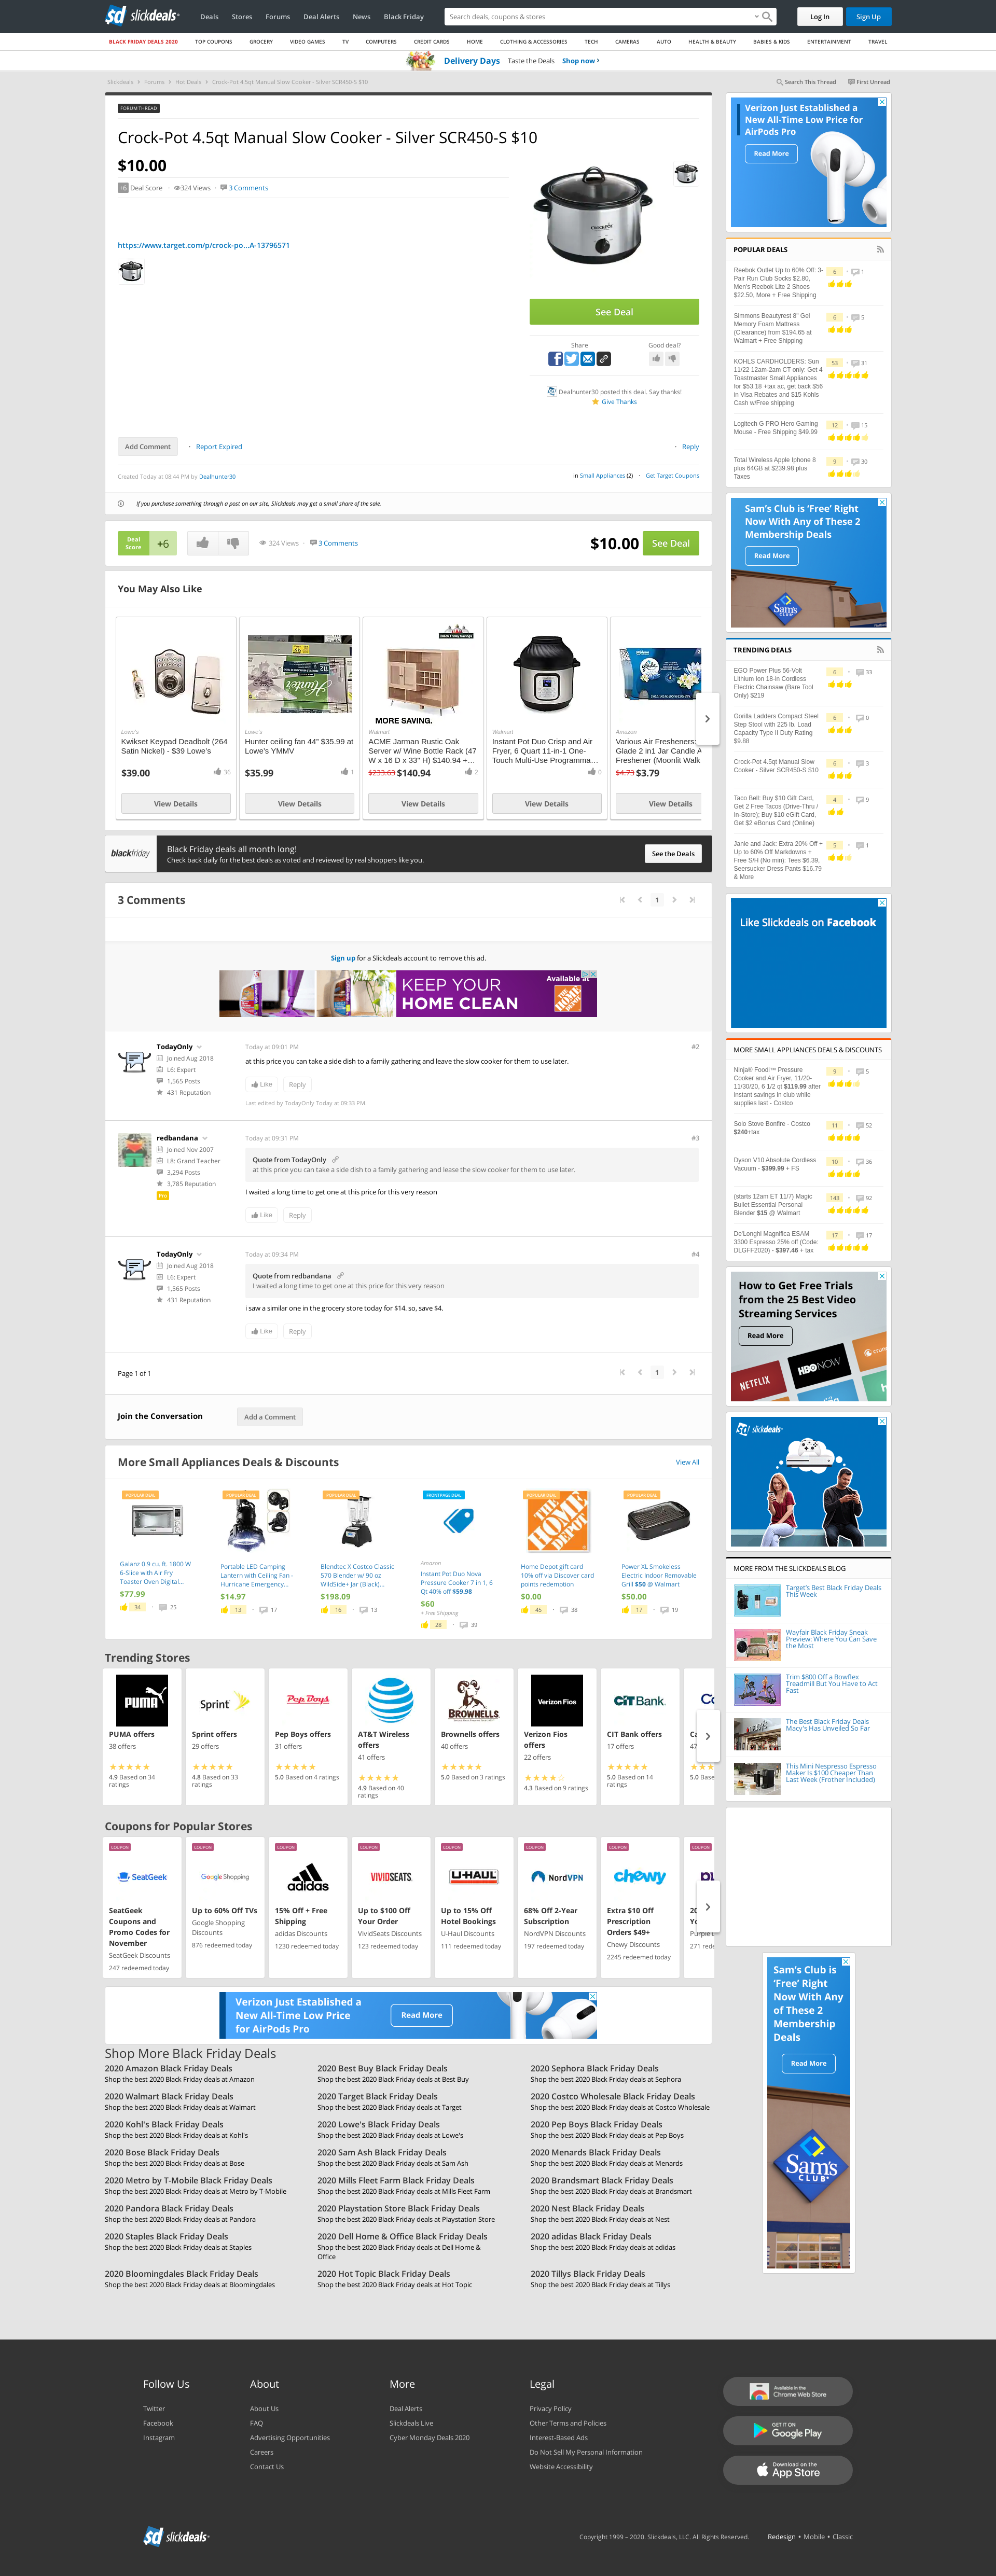 slickdeals
Deals Stores Forums Deal Alerts News Black Friday
Search deals, coupons & stores
Log In
Sign Up
BLACK FRIDAY DEALS 2020 TOP COUPONS GROCERY VIDEO GAMES TV COMPUTERS CREDIT CARDS HOME CLOTHING & ACCESSORIES TECH CAMERAS AUTO HEALTH & BEAUTY BABIES & KIDS ENTERTAINMENT TRAVEL
Delivery Days Taste the Deals Shop now ›
Slickdeals > Forums > Hot Deals > Crock-Pot 4.5qt Manual Slow Cooker - Silver SCR450-S $10
Search This Thread First Unread
FORUM THREAD
Crock-Pot 4.5qt Manual Slow Cooker - Silver SCR450-S $10
$10.00
+6 Deal Score · 324 Views · 3 Comments
https://www.target.com/p/crock-po...A-13796571
See Deal
Share Good deal?
Dealhunter30 posted this deal. Say thanks!
Give Thanks
Add Comment · Report Expired · Reply
Created Today at 08:44 PM by Dealhunter30
in Small Appliances (2) · Get Target Coupons
If you purchase something through a post on our site, Slickdeals may get a small share of the sale.
Deal Score +6
324 Views · 3 Comments
$10.00 See Deal
You May Also Like
Lowe's
Kwikset Keypad Deadbolt (264 Satin Nickel) - $39 Lowe's
$39.00 36
View Details
Lowe's
Hunter ceiling fan 44" $35.99 at Lowe's YMMV
$35.99 1
View Details
MORE SAVING.
Walmart
ACME Jarman Rustic Oak Server w/ Wine Bottle Rack (47 W x 16 D x 33" H) $140.94 +...
$233.63 $140.94 2
View Details
Walmart
Instant Pot Duo Crisp and Air Fryer, 6 Quart 11-in-1 One-Touch Multi-Use Programma...
0
View Details
Amazon
Various Air Fresheners: Glade 2 in1 Jar Candle A Freshener (Moonlit Walk
$4.73 $3.79
View Details
blackfriday
Black Friday deals all month long!
Check back daily for the best deals as voted and reviewed by real shoppers like you.
See the Deals
3 Comments
1
Sign up for a Slickdeals account to remove this ad.
KEEP YOUR HOME CLEAN
Available at
TodayOnly
Joined Aug 2018
L6: Expert
1,565 Posts
431 Reputation
Today at 09:01 PM
#2
at this price you can take a side dish to a family gathering and leave the slow cooker for them to use later.
Like Reply
Last edited by TodayOnly Today at 09:33 PM.
redbandana
Joined Nov 2007
L8: Grand Teacher
3,294 Posts
3,785 Reputation
Pro
Today at 09:31 PM
#3
Quote from TodayOnly
at this price you can take a side dish to a family gathering and lease the slow cooker for them to use later.
I waited a long time to get one at this price for this very reason
Like Reply
TodayOnly
Joined Aug 2018
L6: Expert
1,565 Posts
431 Reputation
Today at 09:34 PM
#4
Quote from redbandana
I waited a long time to get one at this price for this very reason
i saw a similar one in the grocery store today for $14. so, save $4.
Like Reply
Page 1 of 1
1
Join the Conversation Add a Comment
More Small Appliances Deals & Discounts View All
POPULAR DEAL
Galanz 0.9 cu. ft. 1800 W 6-Slice with Air Fry Toaster Oven Digital...
$77.99
34 · 25
POPULAR DEAL
Portable LED Camping Lantern with Ceiling Fan - Hurricane Emergency...
$14.97
13 · 17
POPULAR DEAL
Blendtec X Costco Classic 570 Blender w/ 90 oz WildSide+ Jar (Black)...
$198.09
16 · 13
FRONTPAGE DEAL
Amazon
Instant Pot Duo Nova Pressure Cooker 7 in 1, 6 Qt 40% off $59.98
$60
+ Free Shipping
28 · 39
POPULAR DEAL
Home Depot gift card 10% off via Discover card points redemption
$0.00
45 · 38
POPULAR DEAL
Power XL Smokeless Electric Indoor Removable Grill $50 @ Walmart
$50.00
17 · 19
Trending Stores
PUMA offers
38 offers
4.9 Based on 34 ratings
Sprint offers
29 offers
4.8 Based on 33 ratings
Pep Boys offers
31 offers
5.0 Based on 4 ratings
AT&T Wireless offers
41 offers
4.9 Based on 40 ratings
Brownells offers
40 offers
5.0 Based on 3 ratings
Verizon Fios offers
22 offers
4.3 Based on 9 ratings
CIT Bank offers
17 offers
5.0 Based on 14 ratings
Coupons for Popular Stores
COUPON
SeatGeek Coupons and Promo Codes for November
SeatGeek Discounts
247 redeemed today
COUPON
Up to 60% Off TVs
Google Shopping Discounts
876 redeemed today
COUPON
15% Off + Free Shipping
adidas Discounts
1230 redeemed today
COUPON
Up to $100 Off Your Order
VividSeats Discounts
123 redeemed today
COUPON
Up to 15% Off Hotel Bookings
U-Haul Discounts
111 redeemed today
COUPON
68% Off 2-Year Subscription
NordVPN Discounts
197 redeemed today
COUPON
Extra $10 Off Prescription Orders $49+
Chewy Discounts
2245 redeemed today
Verizon Just Established a New All-Time Low Price for AirPods Pro
Read More
Shop More Black Friday Deals
2020 Amazon Black Friday Deals
Shop the best 2020 Black Friday deals at Amazon
2020 Best Buy Black Friday Deals
Shop the best 2020 Black Friday deals at Best Buy
2020 Sephora Black Friday Deals
Shop the best 2020 Black Friday deals at Sephora
2020 Walmart Black Friday Deals
Shop the best 2020 Black Friday deals at Walmart
2020 Target Black Friday Deals
Shop the best 2020 Black Friday deals at Target
2020 Costco Wholesale Black Friday Deals
Shop the best 2020 Black Friday deals at Costco Wholesale
2020 Kohl's Black Friday Deals
Shop the best 2020 Black Friday deals at Kohl's
2020 Lowe's Black Friday Deals
Shop the best 2020 Black Friday deals at Lowe's
2020 Pep Boys Black Friday Deals
Shop the best 2020 Black Friday deals at Pep Boys
2020 Bose Black Friday Deals
Shop the best 2020 Black Friday deals at Bose
2020 Sam Ash Black Friday Deals
Shop the best 2020 Black Friday deals at Sam Ash
2020 Menards Black Friday Deals
Shop the best 2020 Black Friday deals at Menards
2020 Metro by T-Mobile Black Friday Deals
Shop the best 2020 Black Friday deals at Metro by T-Mobile
2020 Mills Fleet Farm Black Friday Deals
Shop the best 2020 Black Friday deals at Mills Fleet Farm
2020 Brandsmart Black Friday Deals
Shop the best 2020 Black Friday deals at Brandsmart
2020 Pandora Black Friday Deals
Shop the best 2020 Black Friday deals at Pandora
2020 Playstation Store Black Friday Deals
Shop the best 2020 Black Friday deals at Playstation Store
2020 Nest Black Friday Deals
Shop the best 2020 Black Friday deals at Nest
2020 Staples Black Friday Deals
Shop the best 2020 Black Friday deals at Staples
2020 Dell Home & Office Black Friday Deals
Shop the best 2020 Black Friday deals at Dell Home & Office
2020 adidas Black Friday Deals
Shop the best 2020 Black Friday deals at adidas
2020 Bloomingdales Black Friday Deals
Shop the best 2020 Black Friday deals at Bloomingdales
2020 Hot Topic Black Friday Deals
Shop the best 2020 Black Friday deals at Hot Topic
2020 Tillys Black Friday Deals
Shop the best 2020 Black Friday deals at Tillys
Verizon Just Established a New All-Time Low Price for AirPods Pro
Read More
POPULAR DEALS
Reebok Outlet Up to 60% Off: 3-Pair Run Club Socks $2.80, Men's Reebok Lite 2 Shoes $22.50, More + Free Shipping
6 · 1
Simmons Beautyrest 8" Gel Memory Foam Mattress (Clearance) from $194.65 at Walmart + Free Shipping
6 · 5
KOHLS CARDHOLDERS: Sun 11/22 12am-2am CT only: Get 4 Toastmaster Small Appliances for $53.18 +tax ac, get back $56 in Visa Rebates and $15 Kohls Cash w/Free shipping
53 · 31
Logitech G PRO Hero Gaming Mouse - Free Shipping $49.99
12 · 15
Total Wireless Apple Iphone 8 plus 64GB at $239.98 plus Taxes
9 · 30
Sam's Club is 'Free' Right Now With Any of These 2 Membership Deals
Read More
TRENDING DEALS
EGO Power Plus 56-Volt Lithium Ion 18-in Cordless Electric Chainsaw (Bare Tool Only) $219
6 · 33
Gorilla Ladders Compact Steel Step Stool with 225 lb. Load Capacity Type II Duty Rating $9.88
6 · 0
Crock-Pot 4.5qt Manual Slow Cooker - Silver SCR450-S $10
6 · 3
Taco Bell: Buy $10 Gift Card, Get 2 Free Tacos (Drive-Thru / In-Store); Buy $10 eGift Card, Get $2 eBonus Card (Online)
4 · 9
Janie and Jack: Extra 20% Off + Up to 60% Off Markdowns + Free S/H (No min): Tees $6.39, Seersucker Dress Pants $16.79 & More
5 · 1
Like Slickdeals on Facebook
MORE SMALL APPLIANCES DEALS & DISCOUNTS
Ninja® Foodi™ Pressure Cooker and Air Fryer, 11/20-11/30/20, 6 1/2 qt $119.99 after instant savings in club while supplies last - Costco
9 · 5
Solo Stove Bonfire - Costco $240+tax
11 · 52
Dyson V10 Absolute Cordless Vacuum - $399.99 + FS
10 · 36
(starts 12am ET 11/7) Magic Bullet Essential Personal Blender $15 @ Walmart
143 · 92
De'Longhi Magnifica ESAM 3300 Espresso 25% off (Code: DLGFF2020) - $397.46 + tax
17 · 17
How to Get Free Trials from the 25 Best Video Streaming Services
Read More
NETFLIX HBO NOW
slickdeals
MORE FROM THE SLICKDEALS BLOG
Target's Best Black Friday Deals This Week
Wayfair Black Friday Sneak Preview: Where You Can Save the Most
Trim $800 Off a Bowflex Treadmill But You Have to Act Fast
The Best Black Friday Deals Macy's Has Unveiled So Far
This Mini Nespresso Espresso Maker Is $100 Cheaper Than Last Week (Frother Included)
Sam's Club is 'Free' Right Now With Any of These 2 Membership Deals
Read More
Sam's CLUB
Follow Us
Twitter
Facebook
Instagram
About
About Us
FAQ
Advertising Opportunities
Careers
Contact Us
More
Deal Alerts
Slickdeals Live
Cyber Monday Deals 2020
Legal
Privacy Policy
Other Terms and Policies
Interest-Based Ads
Do Not Sell My Personal Information
Website Accessibility
Available in the Chrome Web Store
GET IT ON Google Play
Download on the App Store
slickdeals
Copyright 1999 – 2020. Slickdeals, LLC. All Rights Reserved. Redesign • Mobile • Classic